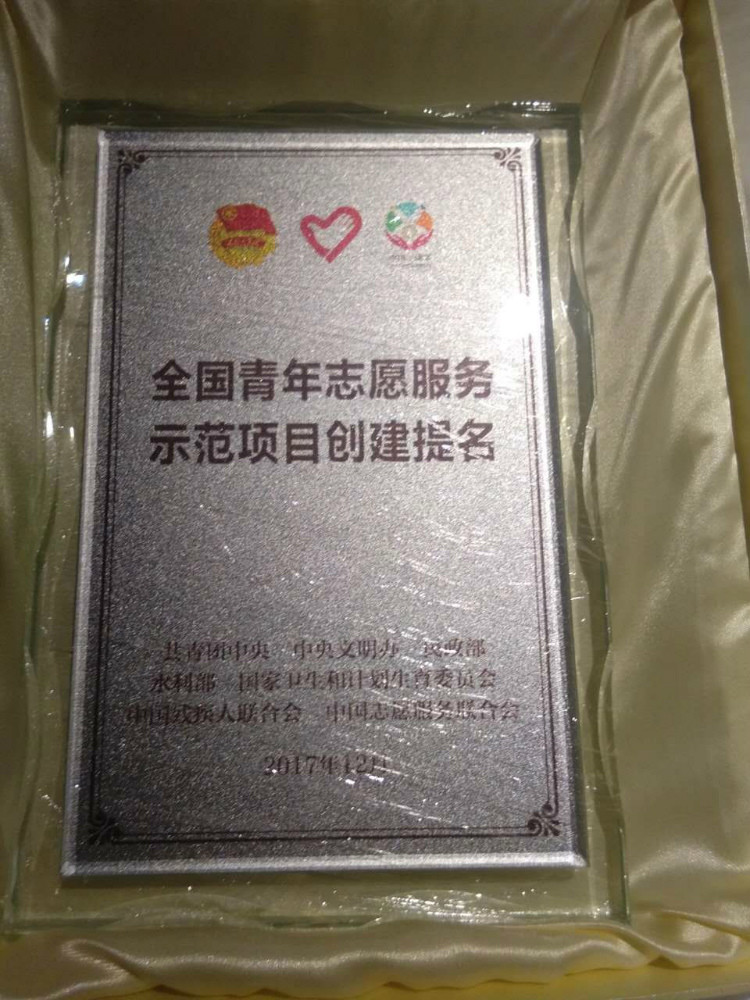 全国青年志愿服务
示范项目创建提名
共青团中央 中央文明办 民政部
水利部 国家卫生和计划生育委员会
中国残疾人联合会 中国志愿服务联合会
2017年12月